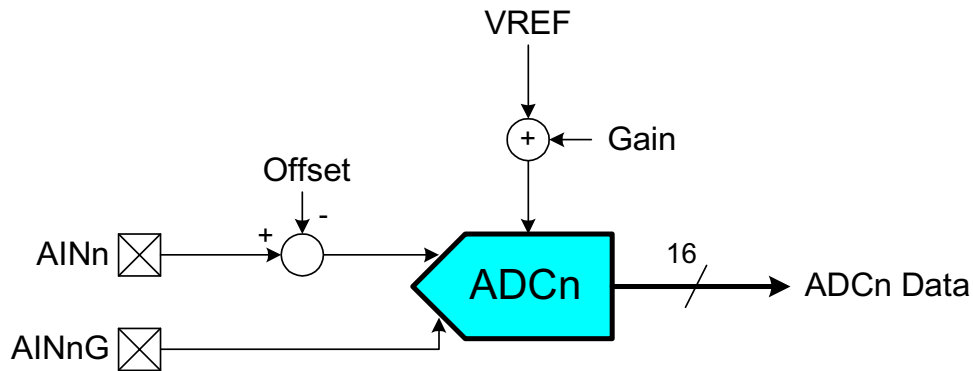 VREF
+
Gain
Offset
-
+
AINn
ADCn
16
ADCn Data
AINnG